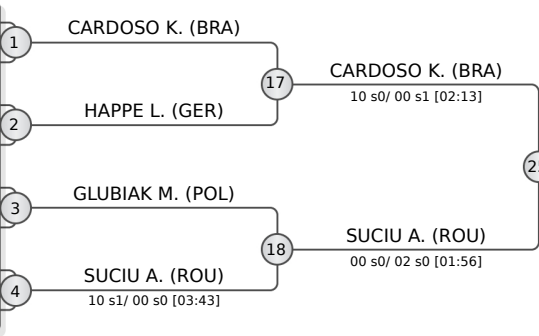 CARDOSO K. (BRA)
1
17
CARDOSO K. (BRA)
10 s0/ 00 s1 [02:13]
HAPPE L. (GER)
2
GLUBIAK M. (POL)
3
18
SUCIU A. (ROU)
00 s0/ 02 s0 [01:56]
SUCIU A. (ROU)
4
10 s1/ 00 s0 [03:43]